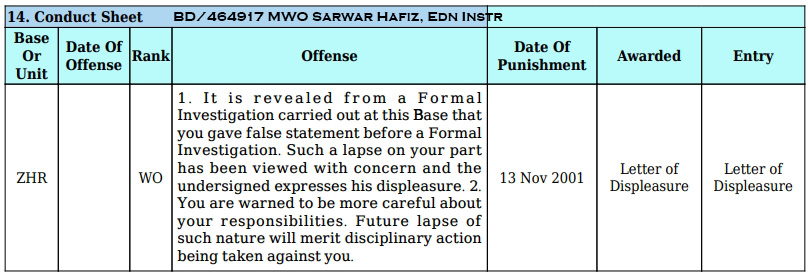 14. Conduct Sheet BD/464917 MWO SARWAR HAFIZ, EDN INSTR
Base Or Unit Date Of Offense Rank Offense Date Of Punishment Awarded Entry
ZHR WO
1. It is revealed from a Formal
Investigation carried out at this Base that
you gave false statement before a Formal
Investigation. Such a lapse on your part
has been viewed with concern and the
undersigned expresses his displeasure. 2.
You are warned to be more careful about
your responsibilities. Future lapse of
such nature will merit disciplinary action
being taken against you.
13 Nov 2001
Letter of
Displeasure
Letter of
Displeasure